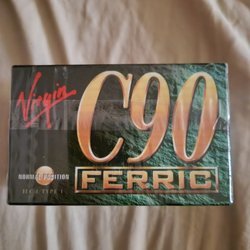 Virgin
C90
FERRIC
NORMAL POSITION
IEC I TYPE I